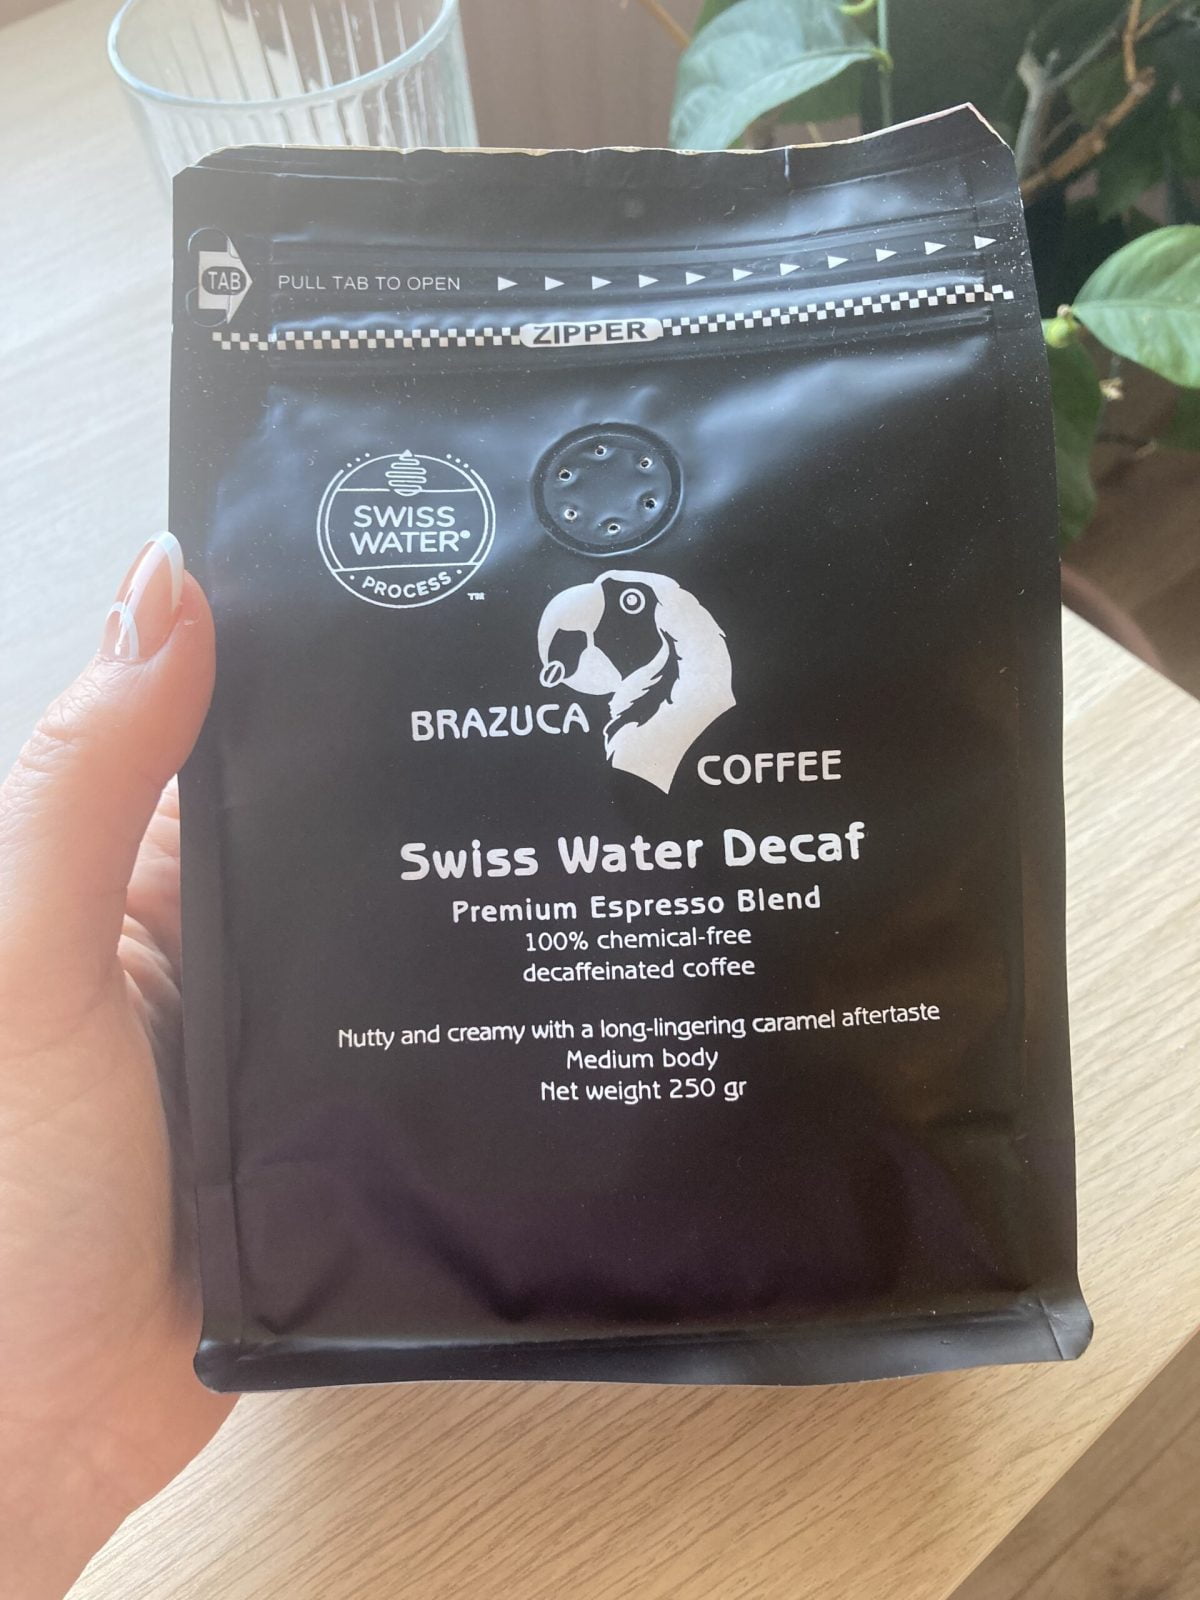 TAB PULL TAB TO OPEN
ZIPPER
SWISS
WATER®
PROCESS
™
BRAZUCA
COFFEE
Swiss Water Decaf
Premium Espresso Blend
100% chemical-free
decaffeinated coffee
Nutty and creamy with a long-lingering caramel aftertaste
Medium body
Net weight 250 gr